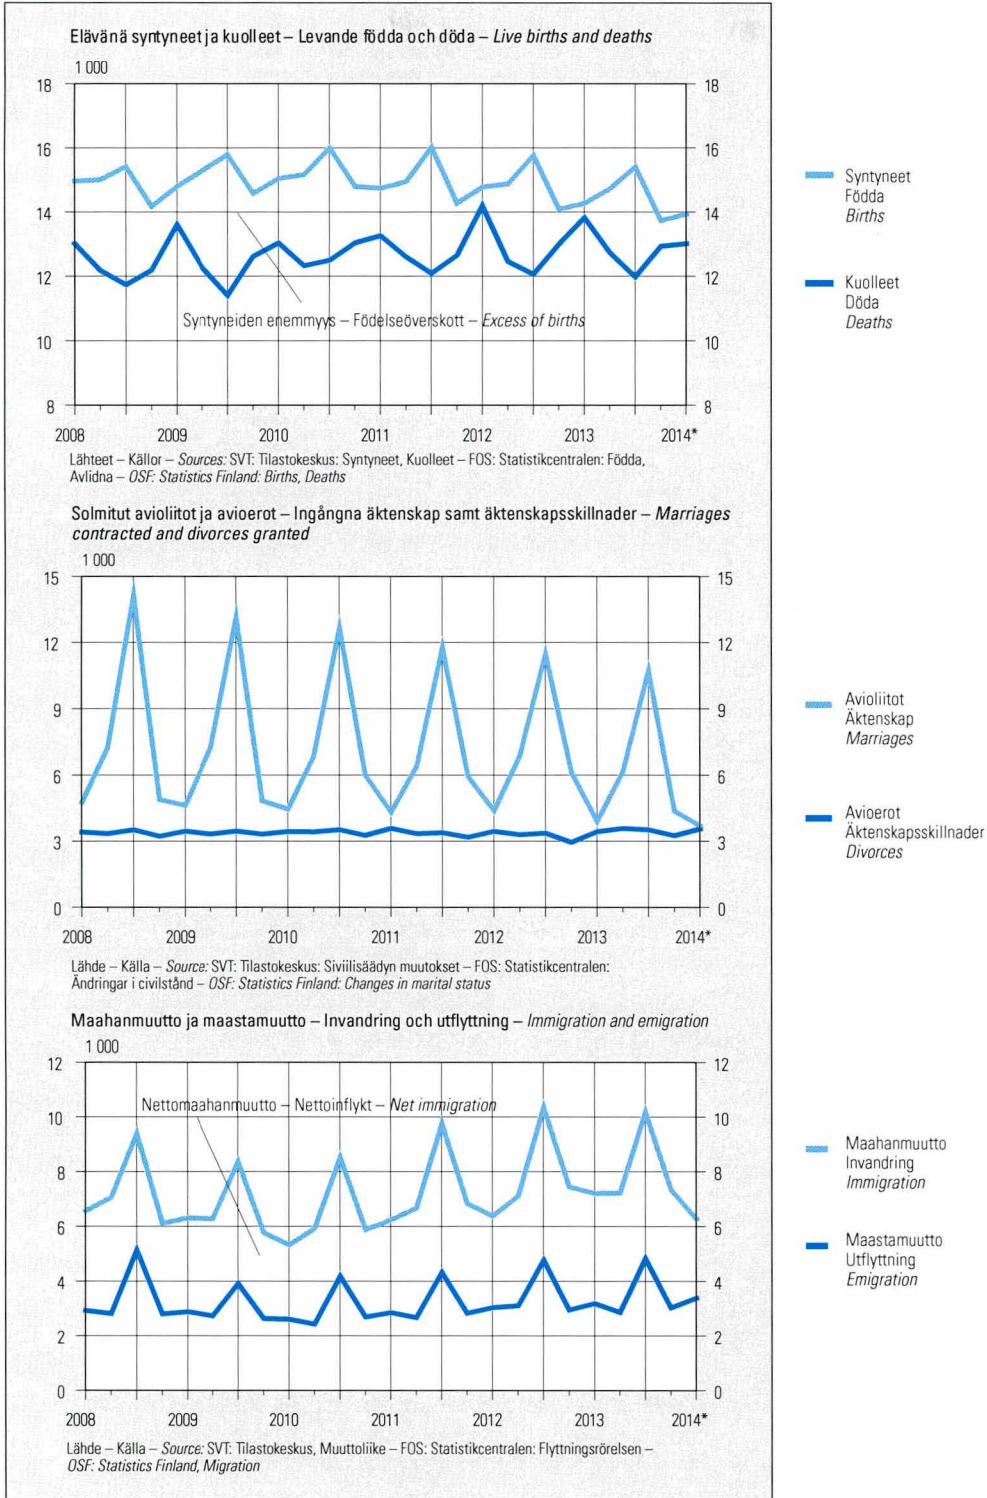 Elävänä syntyneet ja kuolleet – Levande födda och döda – Live births and deaths
1 000
18 18
16 16
14 14
12 12
10 10
8 8
Syntyneiden enemmyys – Födelseöverskott – Excess of births
2008 2009 2010 2011 2012 2013 2014*
Syntyneet
Födda
Births
Kuolleet
Döda
Deaths
Lähteet – Källor – Sources: SVT: Tilastokeskus: Syntyneet, Kuolleet – FOS: Statistikcentralen: Födda,
Avlidna – OSF: Statistics Finland: Births, Deaths
Solmitut avioliitot ja avioerot – Ingångna äktenskap samt äktenskapsskillnader – Marriages
contracted and divorces granted
1 000
15 15
12 12
9 9
6 6
3 3
0 0
2008 2009 2010 2011 2012 2013 2014*
Avioliitot
Äktenskap
Marriages
Avioerot
Äktenskapsskillnader
Divorces
Lähde – Källa – Source: SVT: Tilastokeskus: Siviilisäädyn muutokset – FOS: Statistikcentralen:
Ändringar i civilstånd – OSF: Statistics Finland: Changes in marital status
Maahanmuutto ja maastamuutto – Invandring och utflyttning – Immigration and emigration
1 000
12 12
Nettomaahanmuutto – Nettoinflykt – Net immigration
10 10
8 8
6 6
4 4
2 2
0 0
2008 2009 2010 2011 2012 2013 2014*
Maahanmuutto
Invandring
Immigration
Maastamuutto
Utflyttning
Emigration
Lähde – Källa – Source: SVT: Tilastokeskus, Muuttoliike – FOS: Statistikcentralen: Flyttningsrörelsen –
OSF: Statistics Finland, Migration